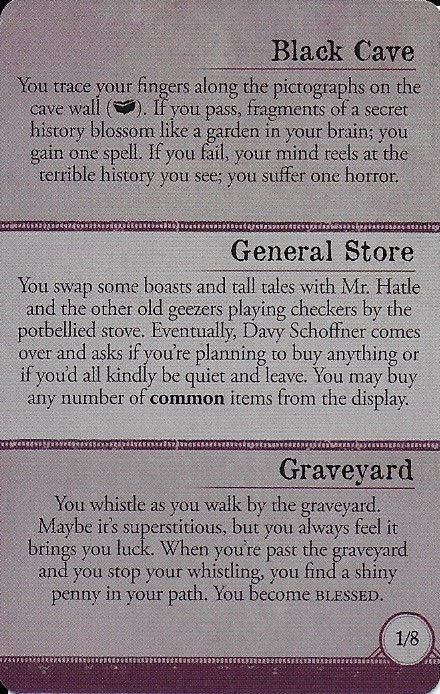 Black Cave
You trace your fingers along the pictographs on the
cave wall (). If you pass, fragments of a secret
history blossom like a garden in your brain; you
gain one spell. If you fail, your mind reels at the
terrible history you see; you suffer one horror.
General Store
You swap some boasts and tall tales with Mr. Hatle
and the other old geezers playing checkers by the
potbellied stove. Eventually, Davy Schoffner comes
over and asks if you're planning to buy anything or
if you'd all kindly be quiet and leave. You may buy
any number of common items from the display.
Graveyard
You whistle as you walk by the graveyard.
Maybe it's superstitious, but you always feel it
brings you luck. When you're past the graveyard
and you stop your whistling, you find a shiny
penny in your path. You become BLESSED.
1/8